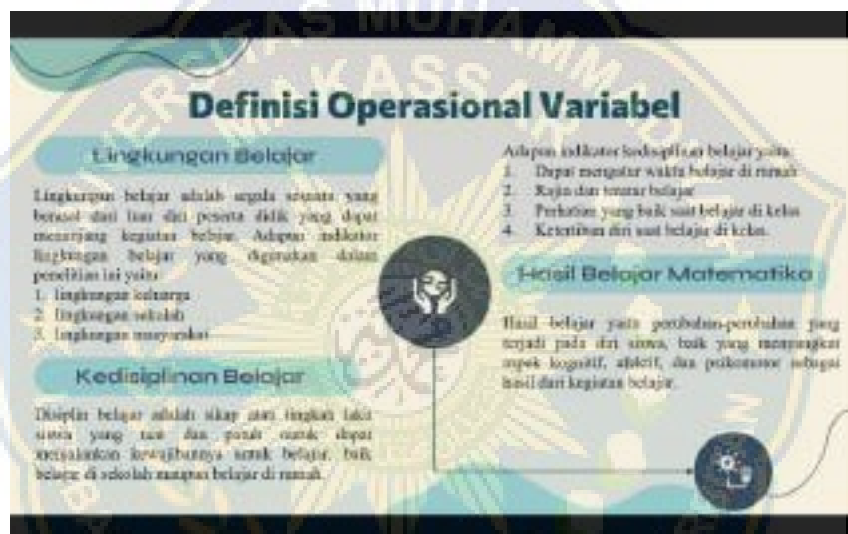 Definisi Operasional Variabel
Lingkungan Belajar
Lingkungan belajar adalah segala sesuatu yang
berasal dari luar diri peserta didik yang dapat
menunjang kegiatan belajar. Adapun indikator
lingkungan belajar yang digunakan dalam
penelitian ini yaitu
1. lingkungan keluarga
2. lingkungan sekolah
3. lingkungan masyarakat
Kedisiplinan Belajar
Disiplin belajar adalah sikap atau tingkah laku
siswa yang taat dan patuh untuk dapat
menjalankan kewajibannya untuk belajar, baik
belajar di sekolah maupun belajar di rumah.
Adapun indikator kedisiplinan belajar yaitu
1. Dapat mengatur waktu belajar di rumah
2. Rajin dan teratur belajar
3. Perhatian yang baik saat belajar di kelas
4. Ketertiban diri saat belajar di kelas.
Hasil Belajar Matematika
Hasil belajar yaitu perubahan-perubahan yang
terjadi pada diri siswa, baik yang menyangkut
aspek kognitif, afektif, dan psikomotor sebagai
hasil dari kegiatan belajar.
MAKASSAR